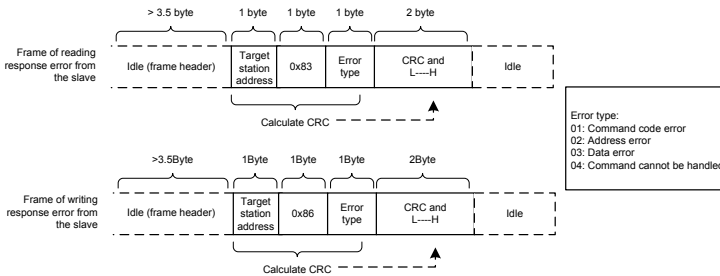 > 3.5 byte 1 byte 1 byte 1 byte 2 byte
Frame of reading
response error from
the slave
Idle (frame header)
Target
station
address
0x83
Error
type
CRC and
L----H
Idle
Calculate CRC
Error type:
01: Command code error
02: Address error
03: Data error
04: Command cannot be handled
>3.5Byte 1Byte 1Byte 1Byte 2Byte
Frame of writing
response error from
the slave
Idle (frame header)
Target
station
address
0x86
Error
type
CRC and
L----H
Idle
Calculate CRC